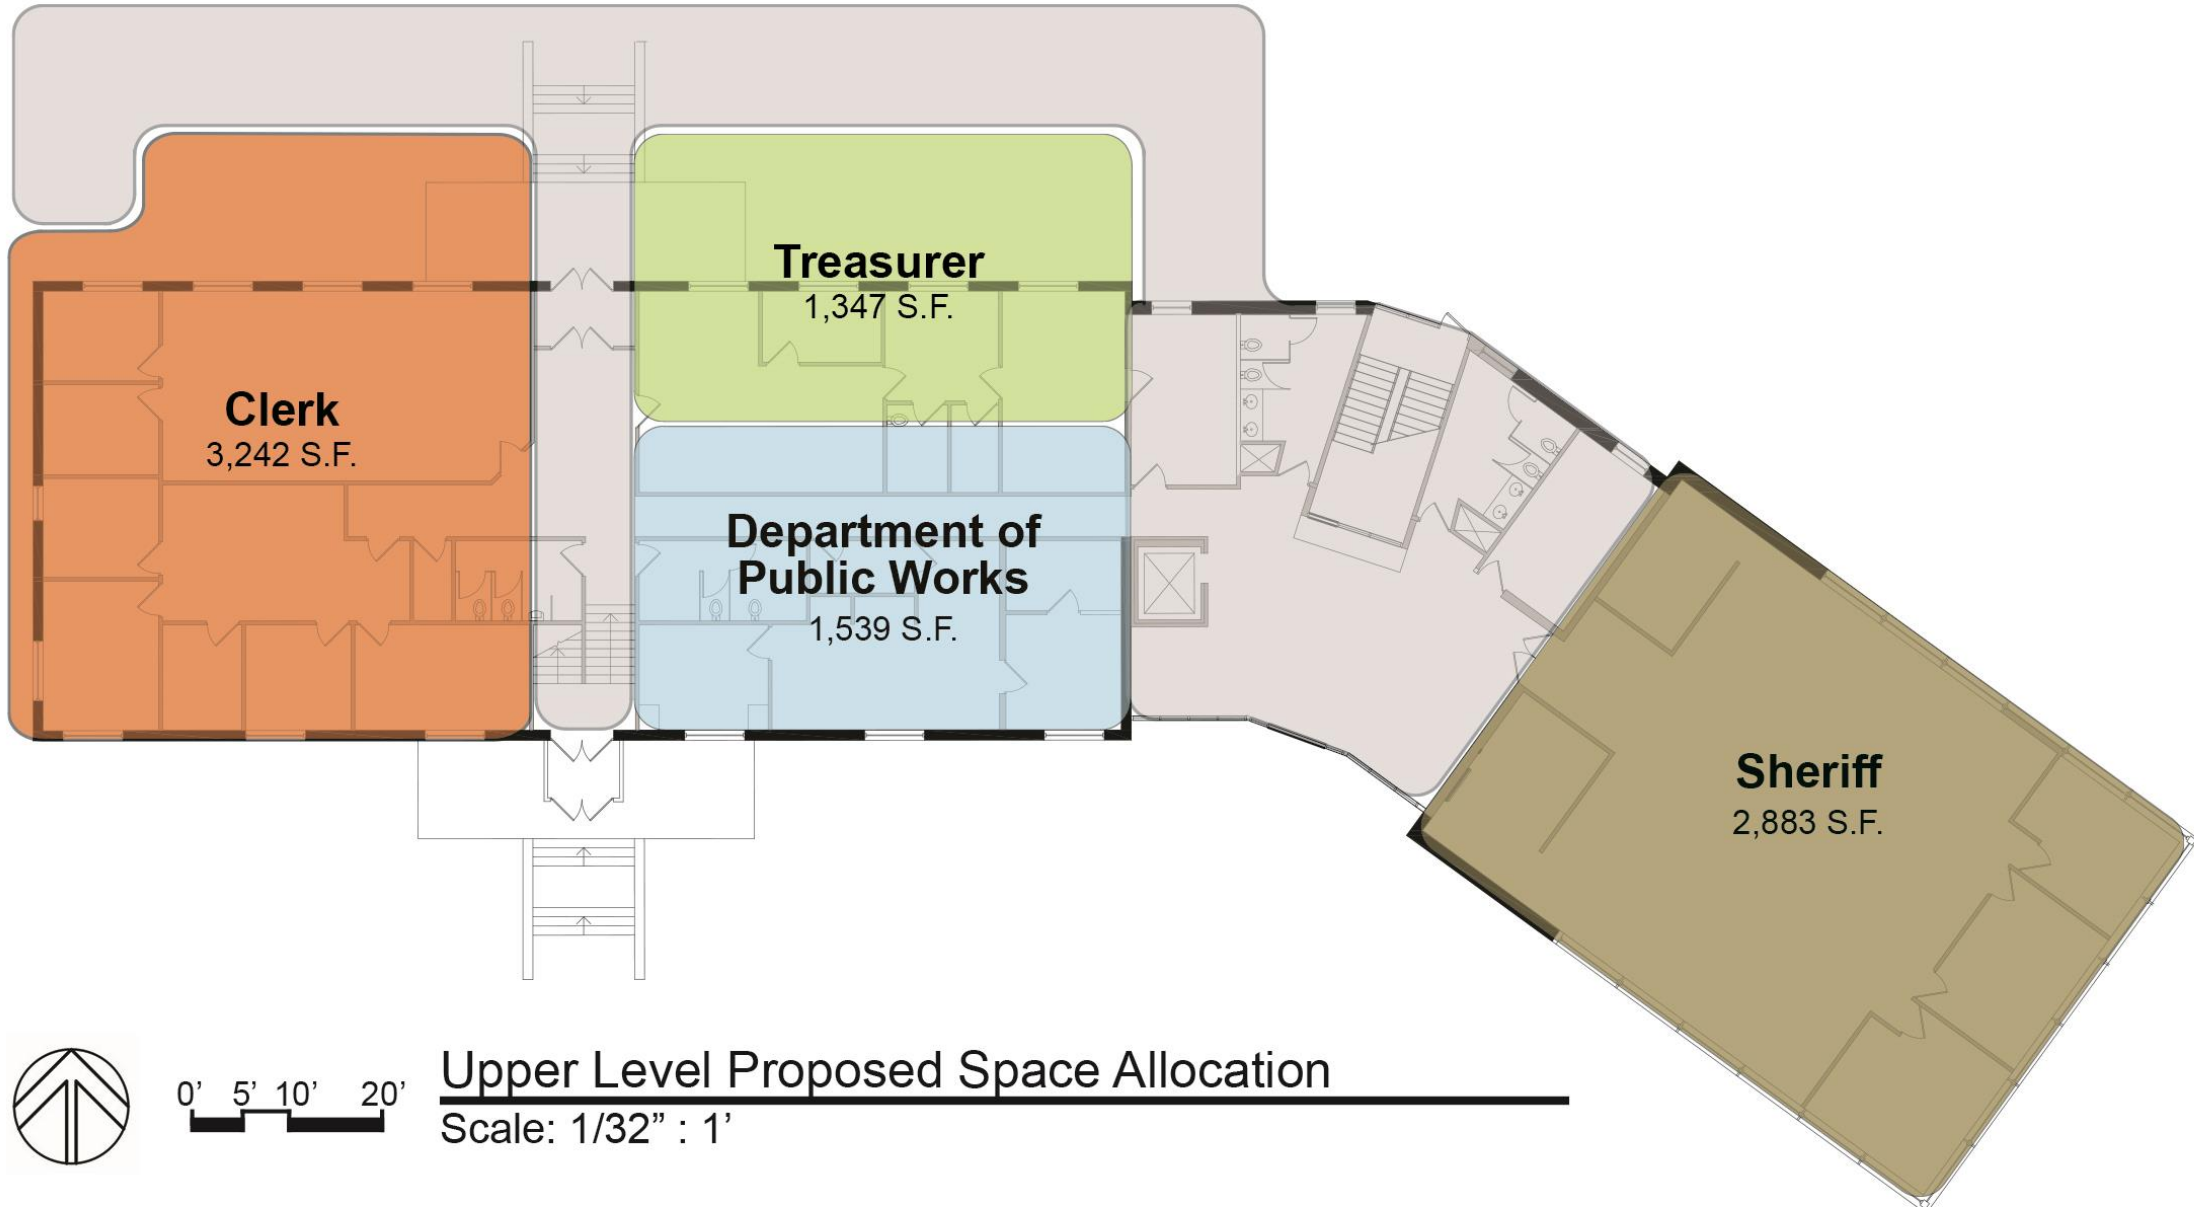 Treasurer
1,347 S.F.
Clerk
3,242 S.F.
Department of
Public Works
1,539 S.F.
Sheriff
2,883 S.F.
0’ 5’ 10’ 20’
Upper Level Proposed Space Allocation
Scale: 1/32” : 1’